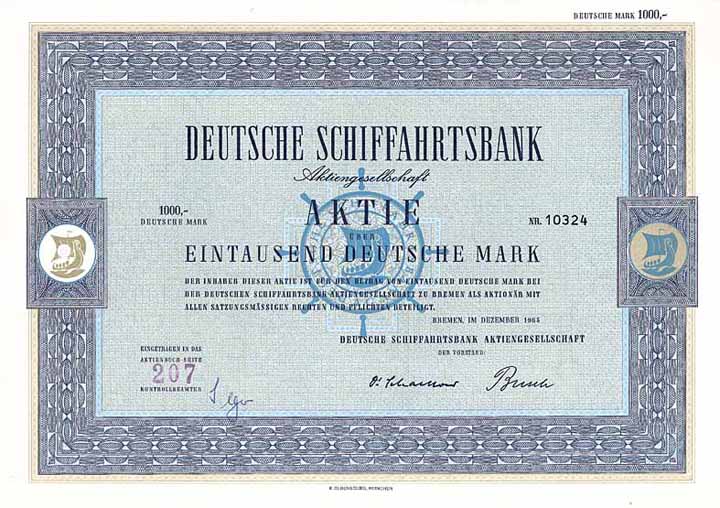 DEUTSCHE MARK 1000,-
DEUTSCHE SCHIFFAHRTSBANK
Aktiengesellschaft
1000,-
DEUTSCHE MARK
AKTIE
NR. 10324
ÜBER
EINTAUSEND DEUTSCHE MARK
DER INHABER DIESER AKTIE IST FÜR DEN BETRAG VON EINTAUSEND DEUTSCHE MARK BEI
DER DEUTSCHEN SCHIFFAHRTSBANK-AKTIENGESELLSCHAFT ZU BREMEN ALS AKTIONÄR MIT
ALLEN SATZUNGSMÄSSIGEN RECHTEN UND PFLICHTEN BETEILIGT.
BREMEN, IM DEZEMBER 1965
DEUTSCHE SCHIFFAHRTSBANK AKTIENGESELLSCHAFT
DER VORSTAND:
EINGETRAGEN IN DAS
AKTIENBUCH-SEITE
207
KONTROLLBEAMTER